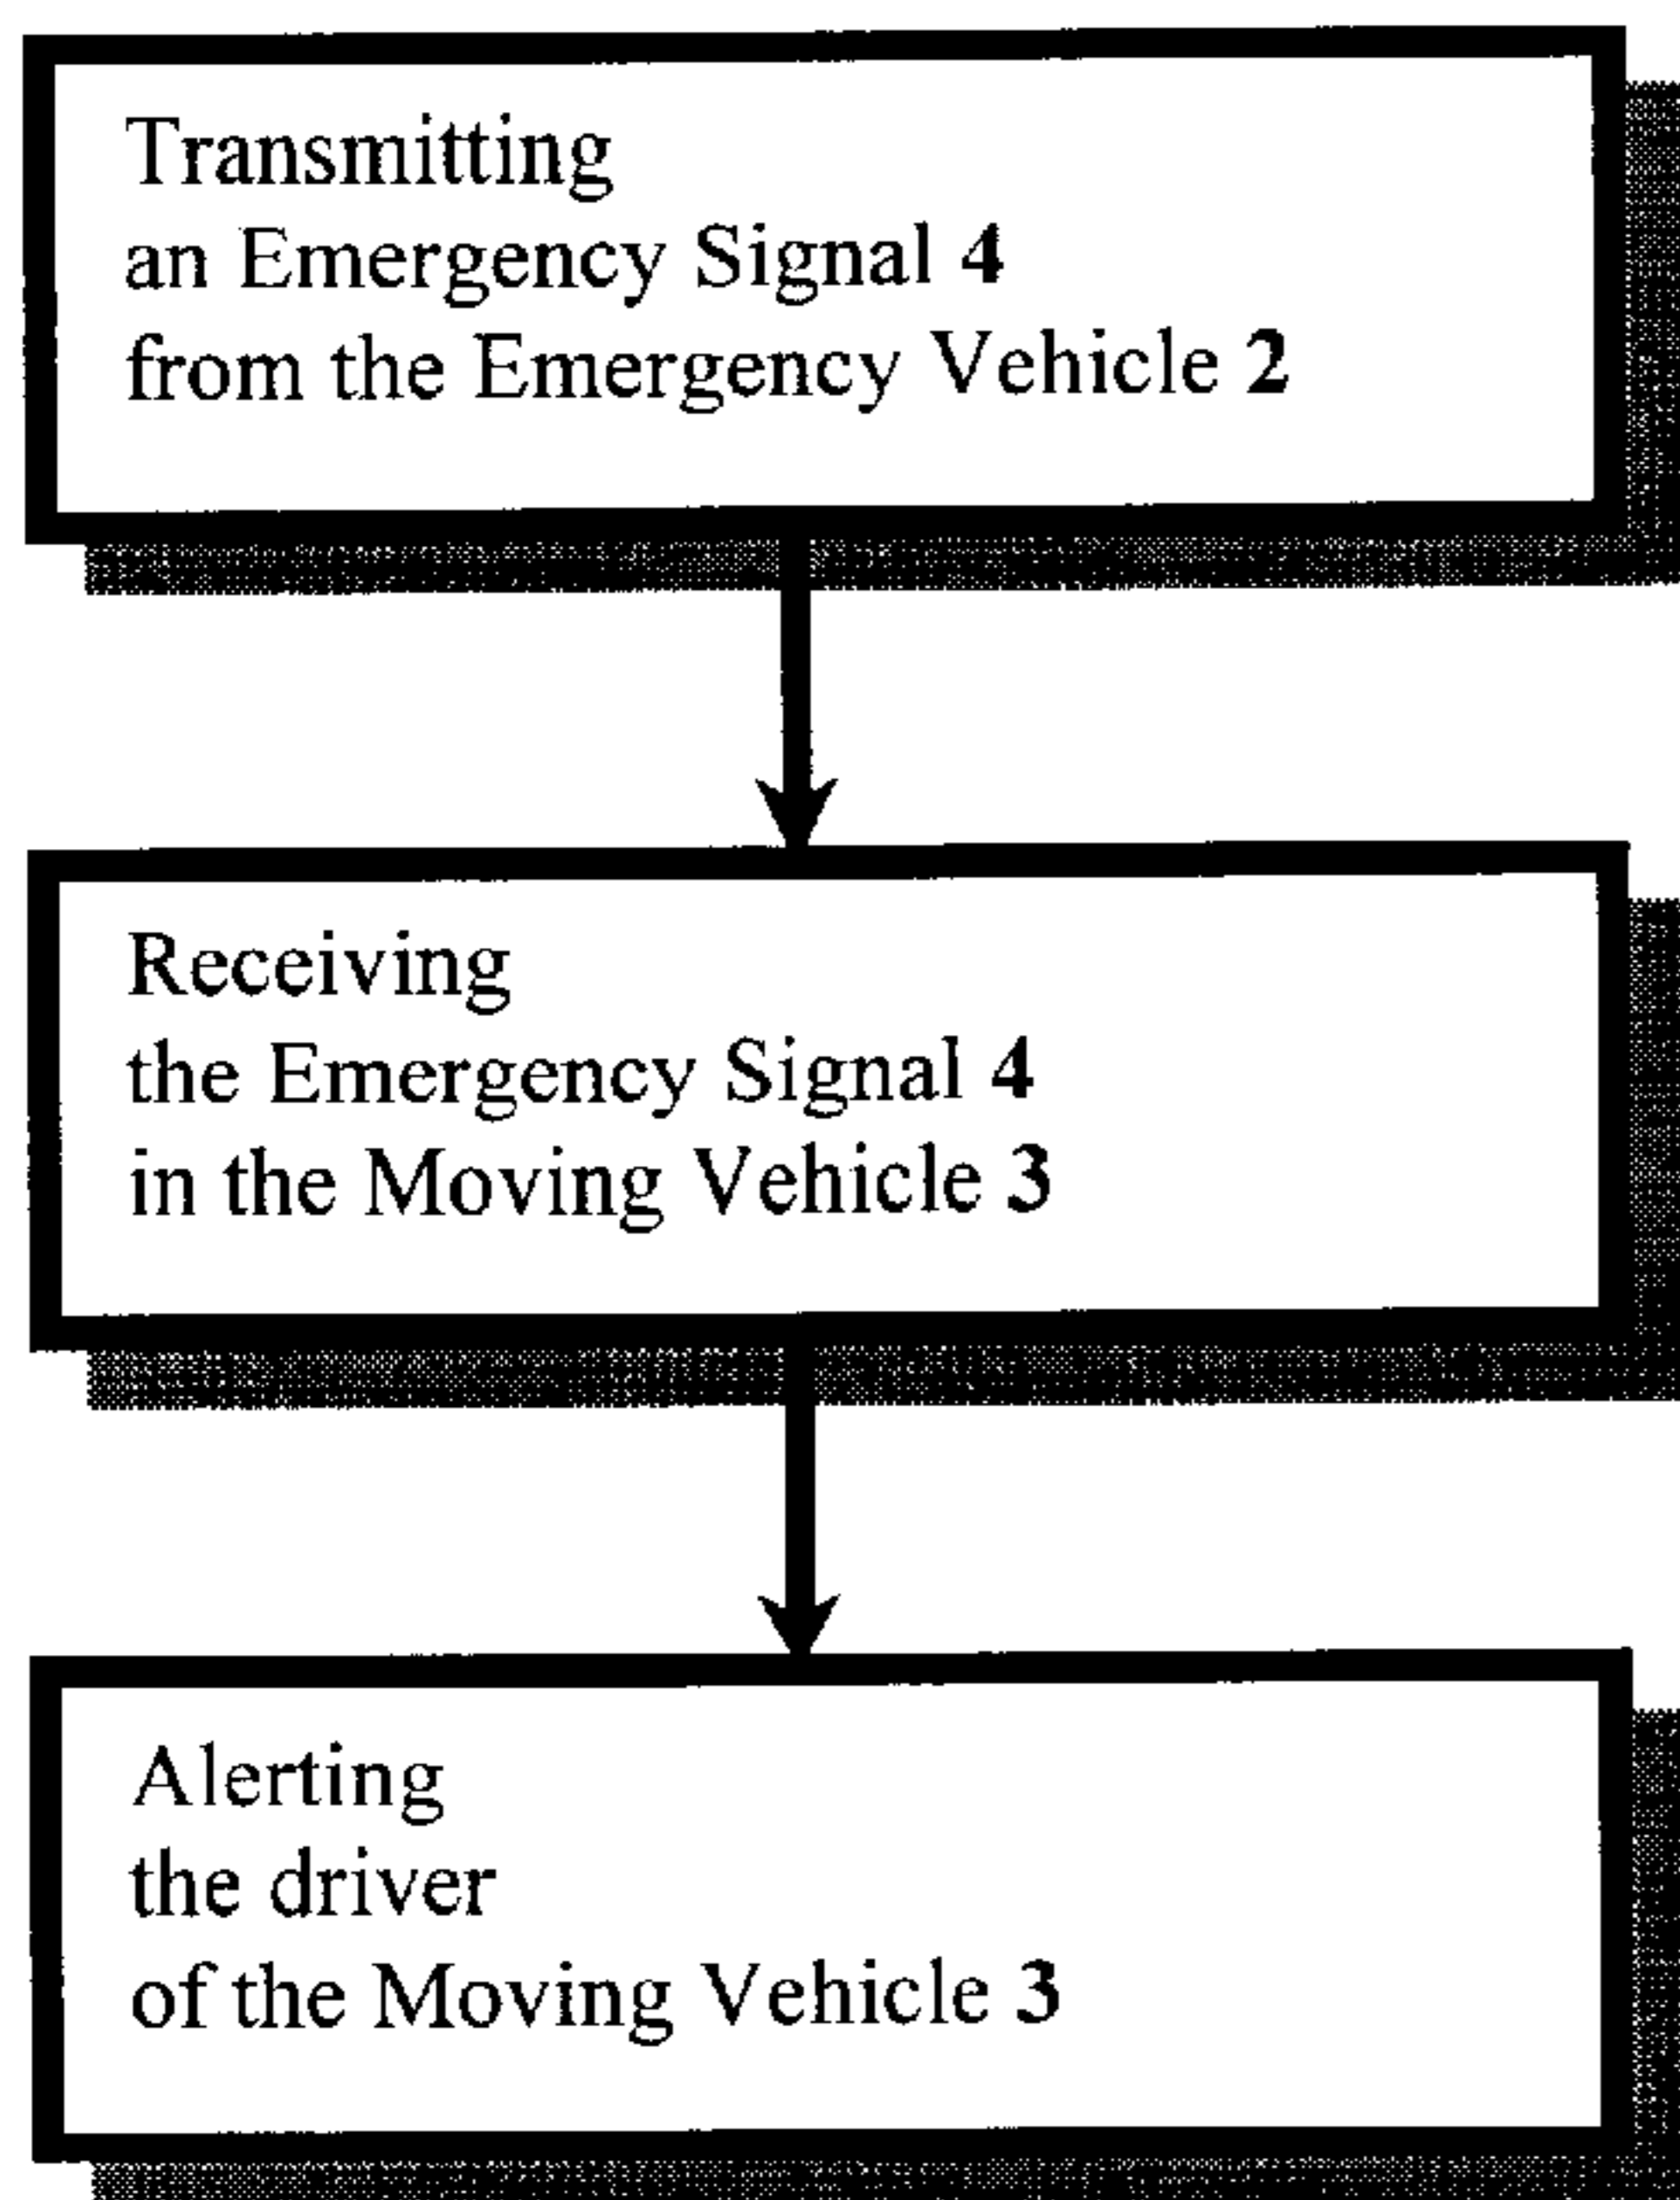 Transmitting
an Emergency Signal 4
from the Emergency Vehicle 2
Receiving
the Emergency Signal 4
in the Moving Vehicle 3
Alerting
the driver
of the Moving Vehicle 3